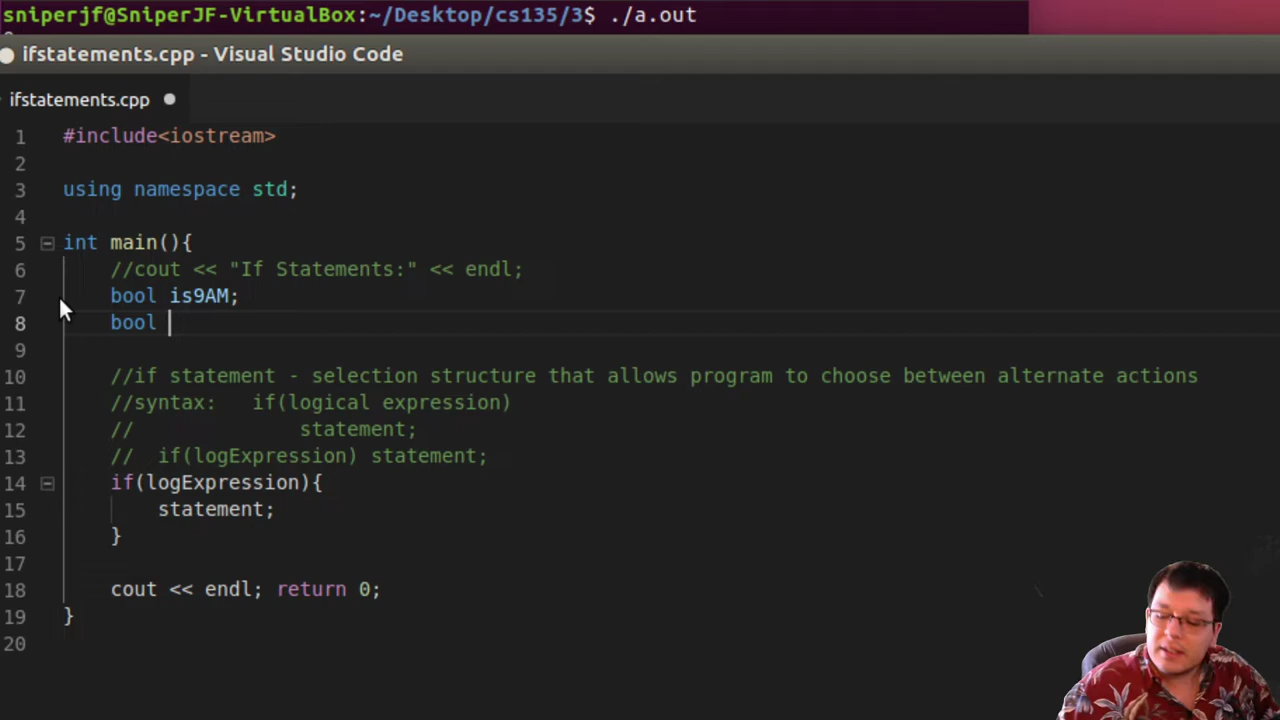 sniperjf@SniperJF-VirtualBox:~/Desktop/cs135/3$ ./a.out
ifstatements.cpp - Visual Studio Code
ifstatements.cpp
1 #include<iostream>
2
3 using namespace std;
4
5 int main(){
6 //cout << "If Statements:" << endl;
7 bool is9AM;
8 bool
9
10 //if statement - selection structure that allows program to choose between alternate actions
11 //syntax: if(logical expression)
12 // statement;
13 // if(logExpression) statement;
14 if(logExpression){
15 statement;
16 }
17
18 cout << endl; return 0;
19 }
20